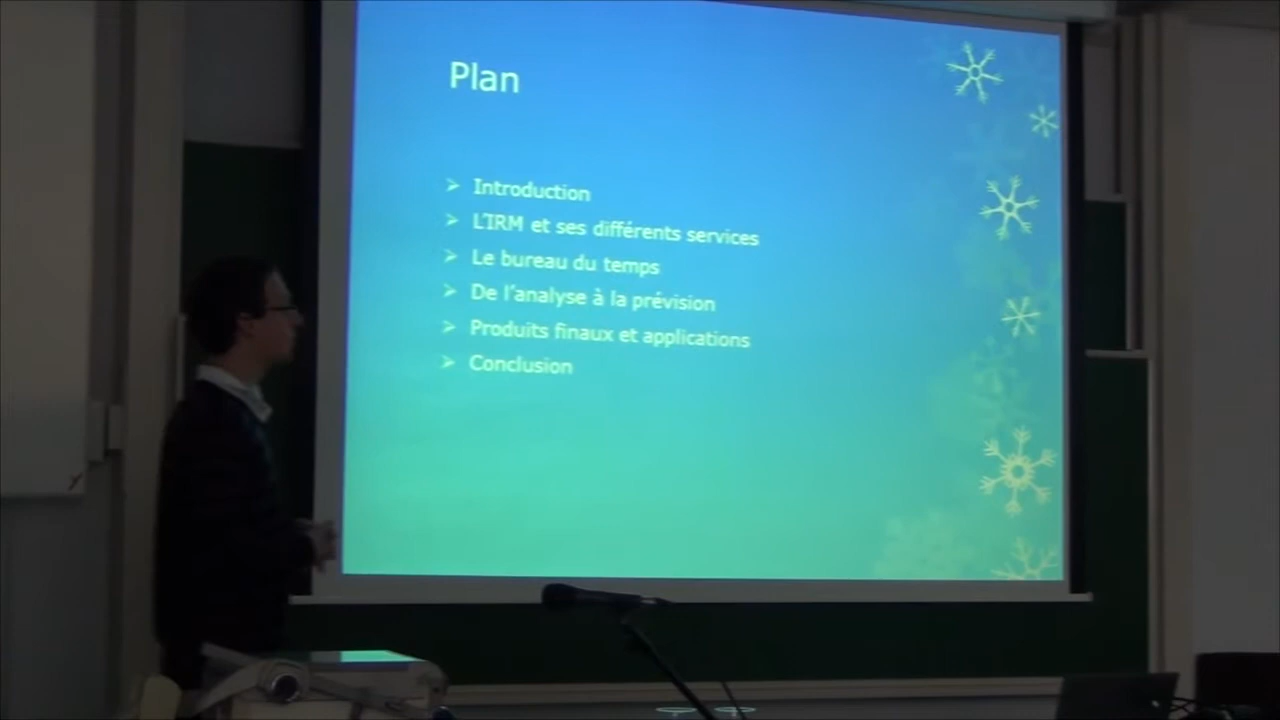 Plan
Introduction
L'IRM et ses différents services
Le bureau du temps
De l'analyse à la prévision
Produits finaux et applications
Conclusion